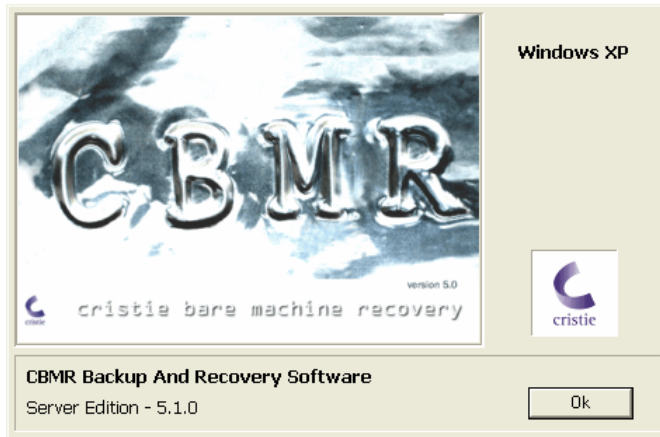 Windows XP
CBMR
version 5.0
cristie
cristie bare machine recovery
cristie
CBMR Backup And Recovery Software
Server Edition - 5.1.0
Ok